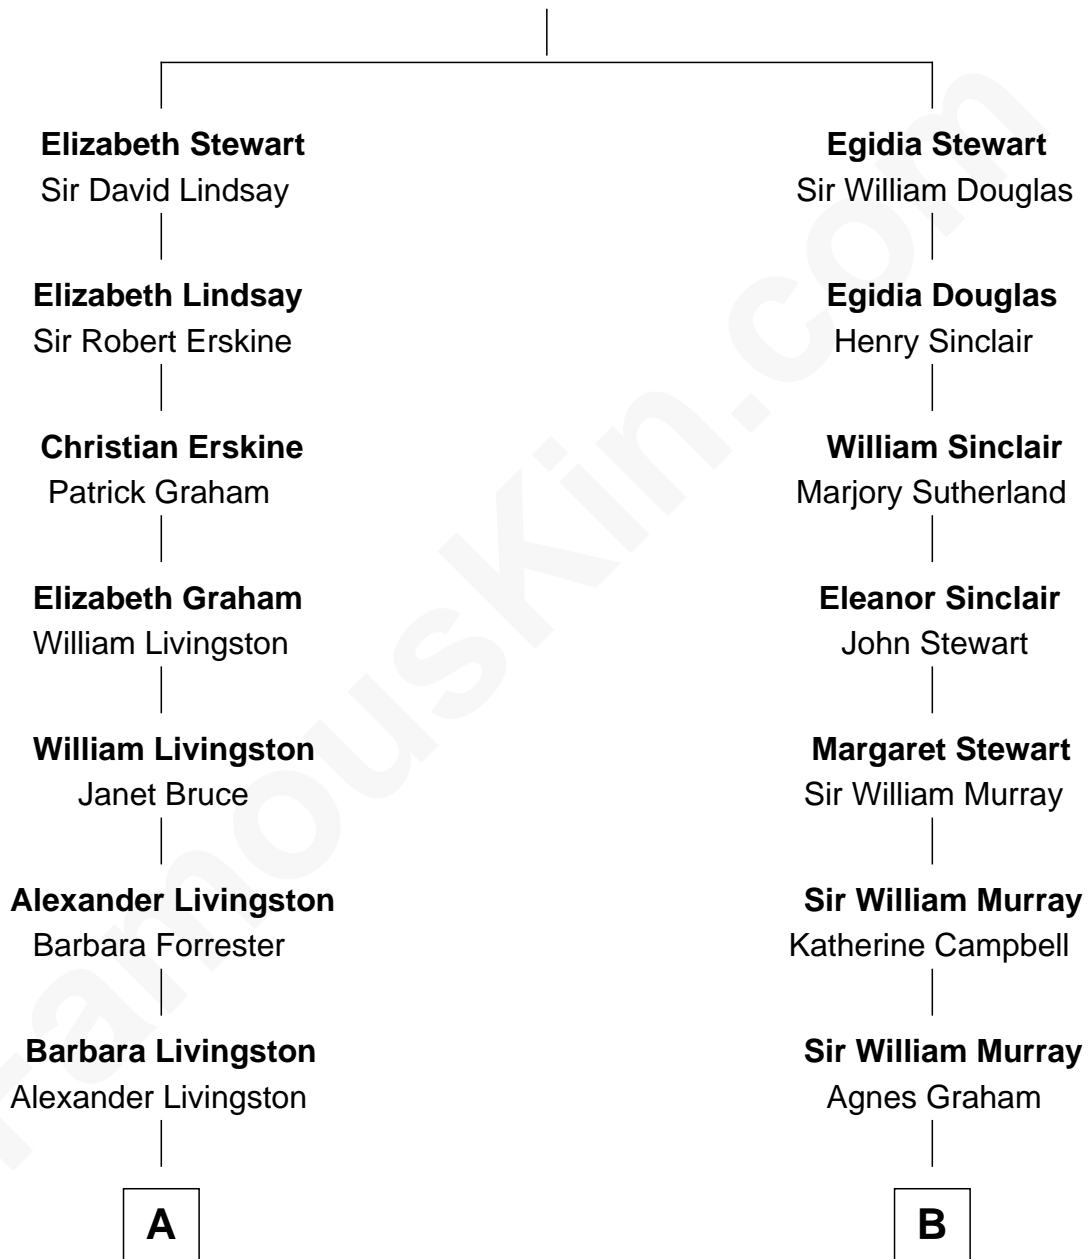 Elizabeth Stewart
Sir David Lindsay
Elizabeth Lindsay
Sir Robert Erskine
Christian Erskine
Patrick Graham
Elizabeth Graham
William Livingston
William Livingston
Janet Bruce
Alexander Livingston
Barbara Forrester
Barbara Livingston
Alexander Livingston
A
Egidia Stewart
Sir William Douglas
Egidia Douglas
Henry Sinclair
William Sinclair
Marjory Sutherland
Eleanor Sinclair
John Stewart
Margaret Stewart
Sir William Murray
Sir William Murray
Katherine Campbell
Sir William Murray
Agnes Graham
B
FamousKin.com